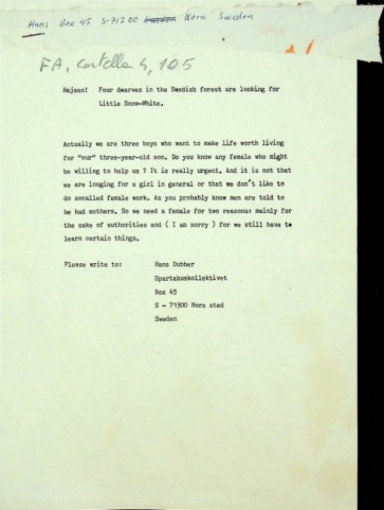 Hans Box 45 S-71300 Sweden Nora Sweden
FA, Cartella 4, 105
Hejsan! Four dwarves in the Swedish forest are looking for
Little Snow-White.
Actually we are three boys who want to make life worth living
for "our" three-year-old son. Do you know any female who might
be willing to help us ? It is really urgent. And it is not that
we are longing for a girl in general or that we don't like to
do socalled female work. As you probably know men are told to
be bad mothers. So we need a female for two reasons: mainly for
the sake of authorities and ( I am sorry ) for we still have to
learn certain things.
Please write to: Hans Dubber
Spartakuskollektivet
Box 45
S - 71300 Nora stad
Sweden